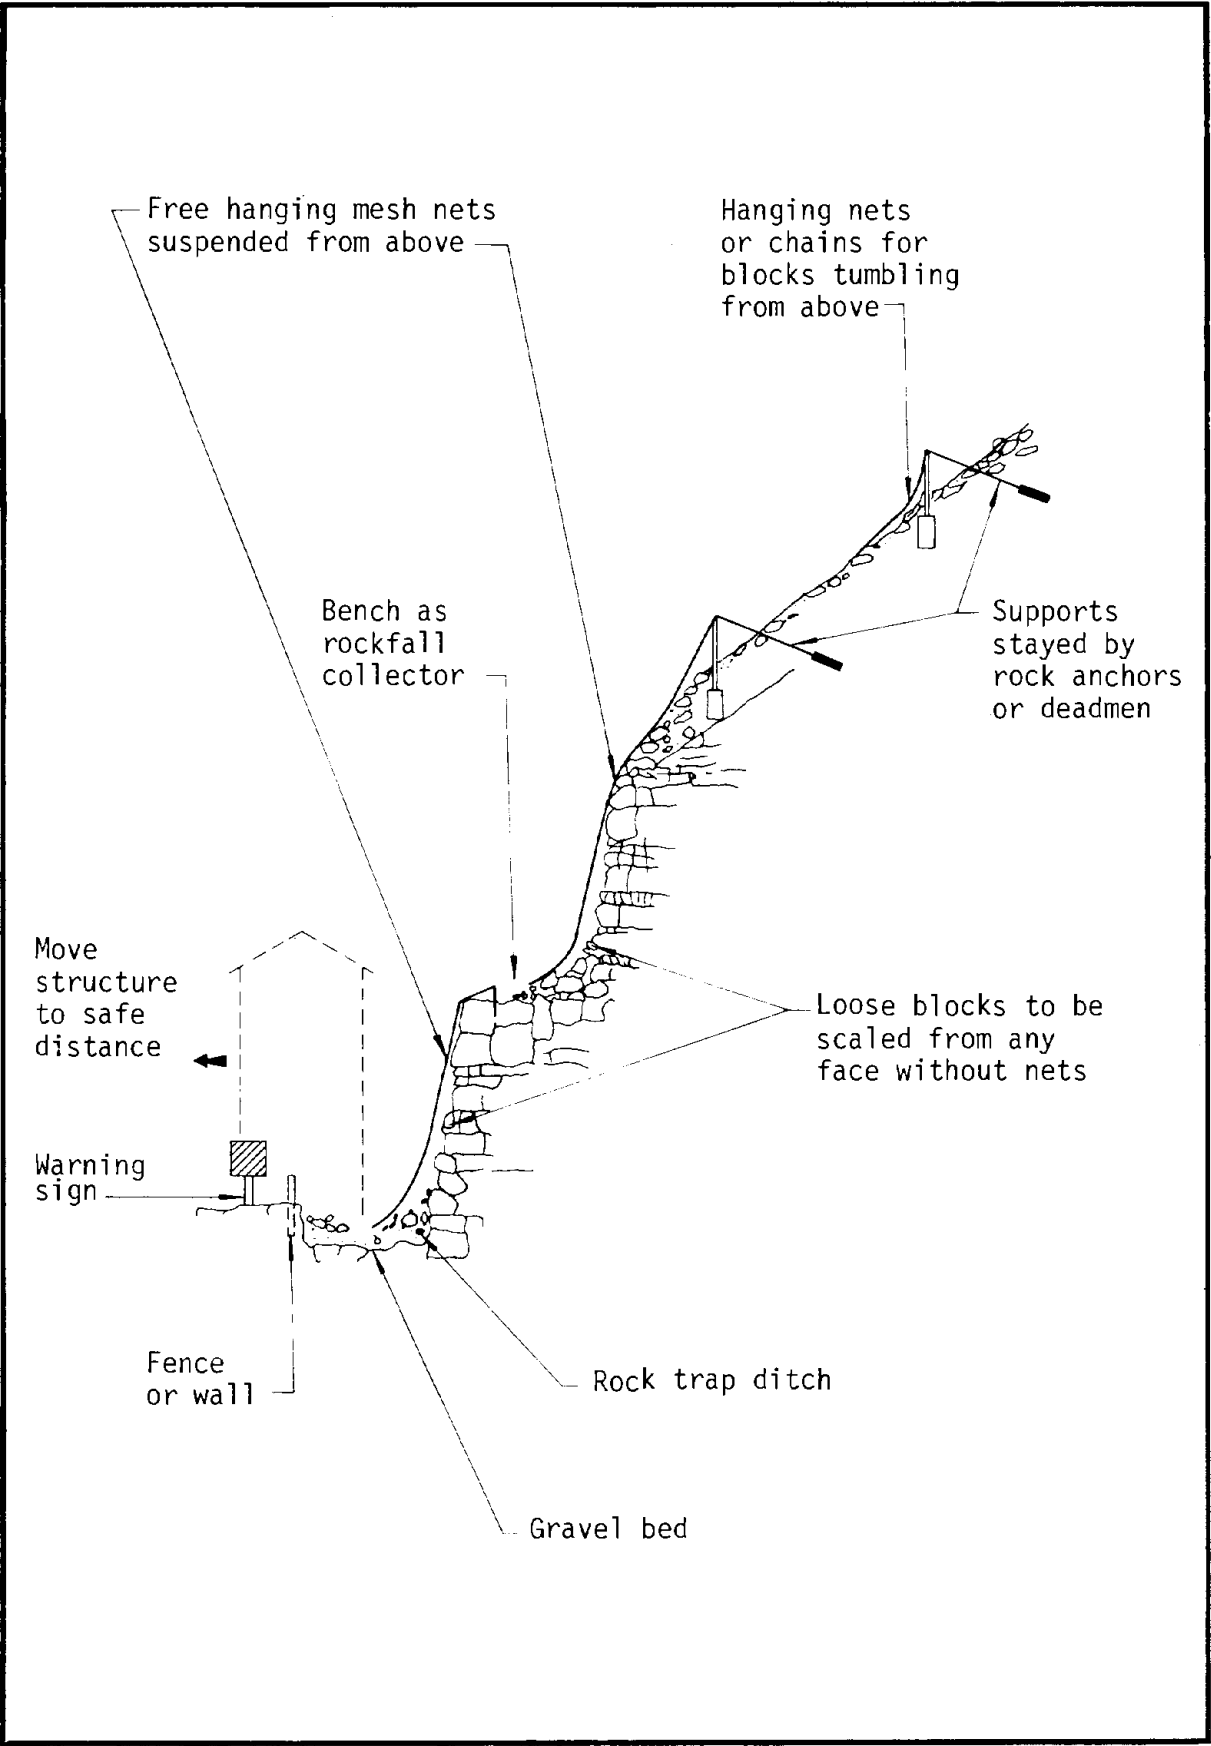 Free hanging mesh nets
suspended from above
Hanging nets
or chains for
blocks tumbling
from above
Bench as
rockfall
collector
Supports
stayed by
rock anchors
or deadmen
Move
structure
to safe
distance
Loose blocks to be
scaled from any
face without nets
Warning
sign
Fence
or wall
Rock trap ditch
Gravel bed